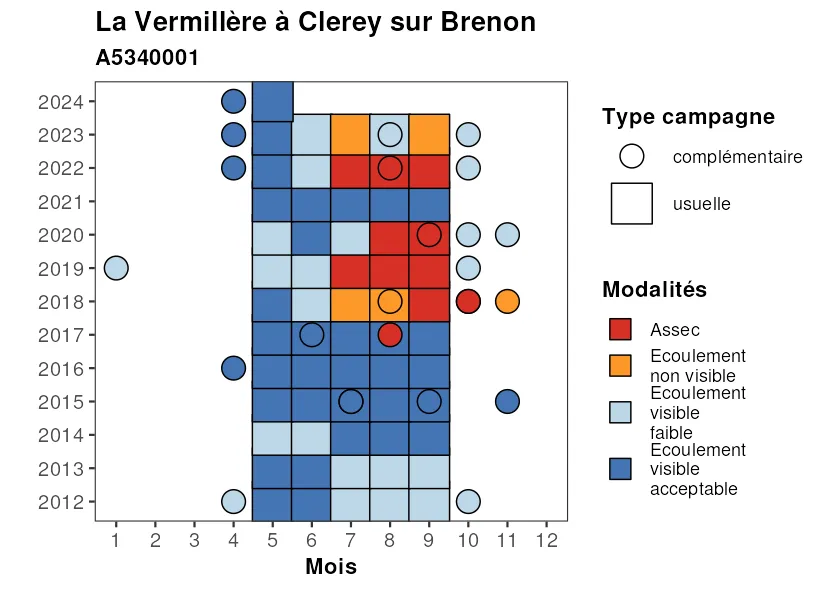 La Vermillère à Clerey sur Brenon
A5340001
2024
2023
2022
2021
2020
2019
2018
2017
2016
2015
2014
2013
2012
1 2 3 4 5 6 7 8 9 10 11 12
Mois
Type campagne
complémentaire
usuelle
Modalités
Assec
Ecoulement
non visible
Ecoulement
visible
faible
Ecoulement
visible
acceptable